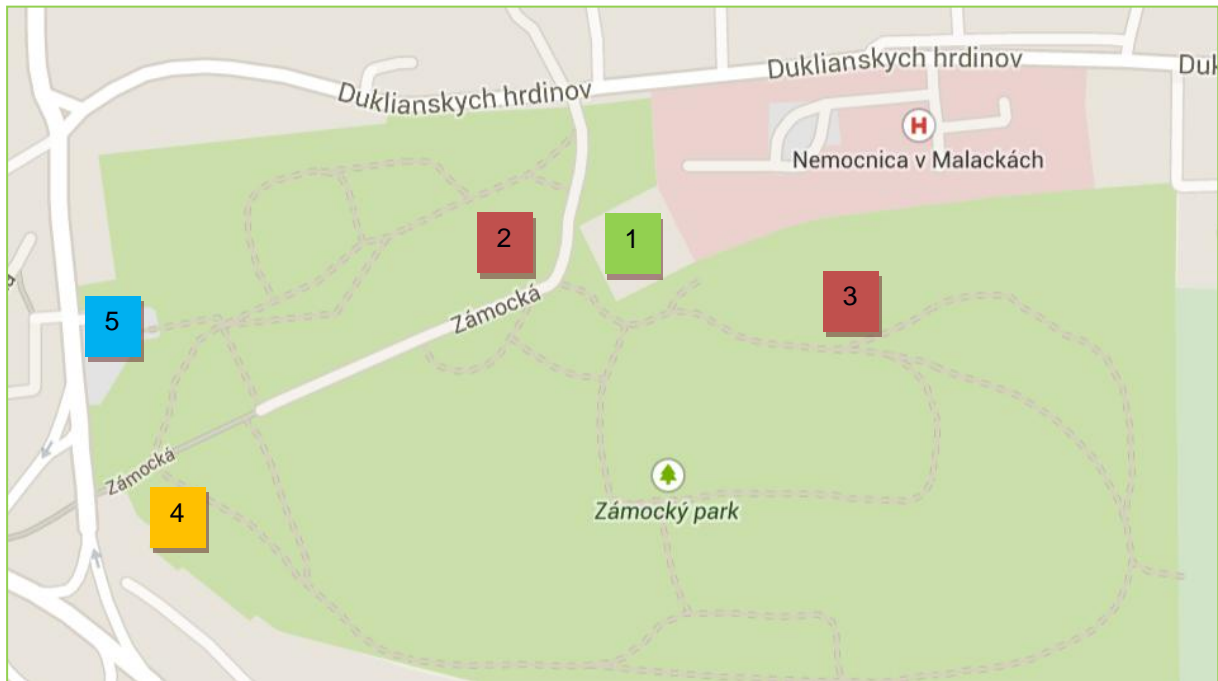 Duklianskych hrdinov
Duklianskych hrdinov
Duk
H
Nemocnica v Malackách
2
1
3
Zámocká
5
Zámocká
4
Zámocký park